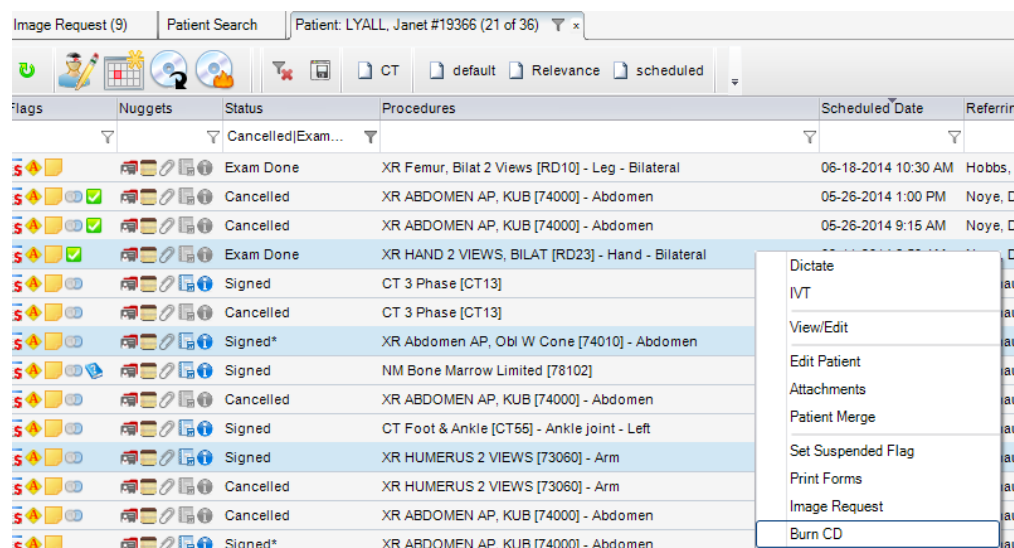 Image Request (9) Patient Search Patient: LYALL, Janet #19366 (21 of 36) ×
CT default Relevance scheduled
Flags Nuggets Status Procedures Scheduled Date Referrin
Cancelled|Exam...
Exam Done XR Femur, Bilat 2 Views [RD10] - Leg - Bilateral 06-18-2014 10:30 AM Hobbs,
Cancelled XR ABDOMEN AP, KUB [74000] - Abdomen 05-26-2014 1:00 PM Noye, D
Cancelled XR ABDOMEN AP, KUB [74000] - Abdomen 05-26-2014 9:15 AM Noye, D
Exam Done XR HAND 2 VIEWS, BILAT [RD23] - Hand - Bilateral
Dictate
Signed CT 3 Phase [CT13]
IVT
Cancelled CT 3 Phase [CT13]
View/Edit
Signed* XR Abdomen AP, Obl W Cone [74010] - Abdomen
Edit Patient
Signed NM Bone Marrow Limited [78102]
Attachments
Cancelled XR ABDOMEN AP, KUB [74000] - Abdomen
Patient Merge
Signed CT Foot & Ankle [CT55] - Ankle joint - Left
Set Suspended Flag
Signed XR HUMERUS 2 VIEWS [73060] - Arm
Print Forms
Cancelled XR HUMERUS 2 VIEWS [73060] - Arm
Image Request
Cancelled XR ABDOMEN AP, KUB [74000] - Abdomen
Burn CD
Signed* XR ABDOMEN AP, KUB [74000] - Abdomen